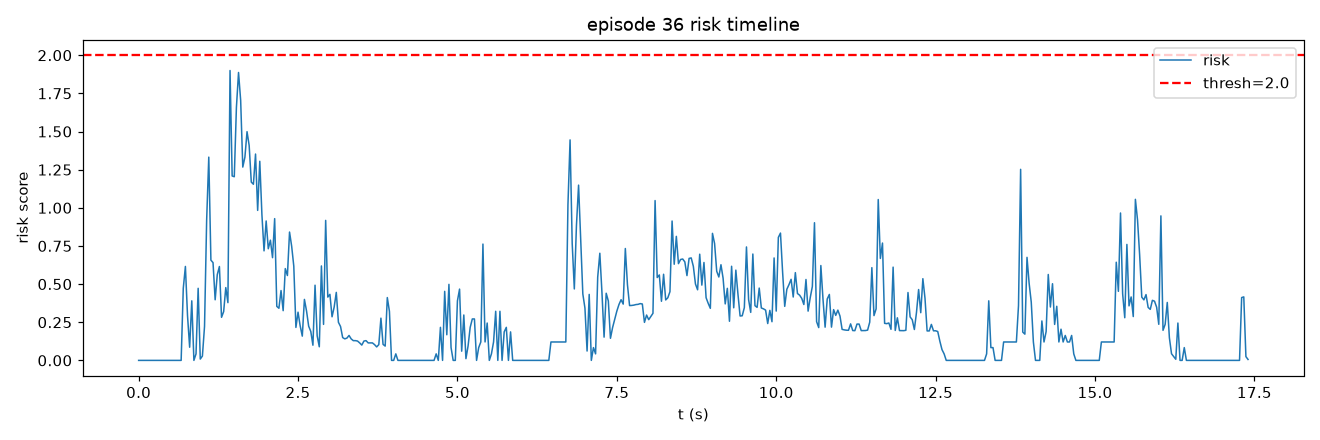 episode 36 risk timeline
risk score
2.00
1.75
1.50
1.25
1.00
0.75
0.50
0.25
0.00
risk
thresh=2.0
0.0 2.5 5.0 7.5 10.0 12.5 15.0 17.5
t (s)